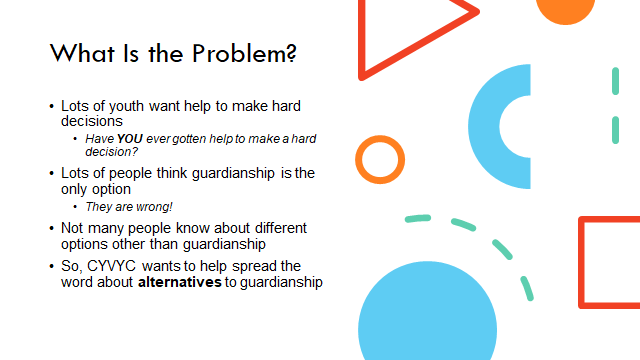 What Is the Problem?
• Lots of youth want help to make hard
decisions
• Have YOU ever gotten help to make a hard
decision?
• Lots of people think guardianship is the
only option
• They are wrong!
• Not many people know about different
options other than guardianship
• So, CYVYC wants to help spread the
word about alternatives to guardianship